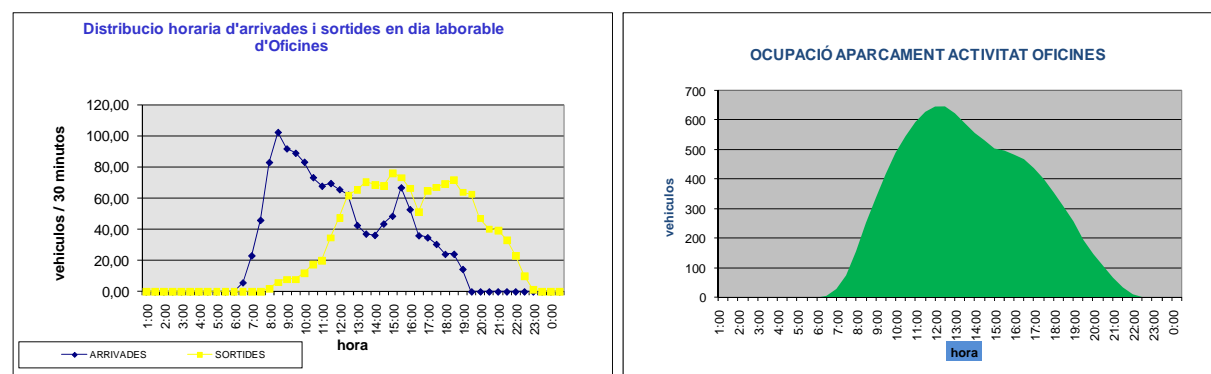 Distribucio horaria d'arrivades i sortides en dia laborable
d'Oficines
vehiculos / 30 minutos
120,00
100,00
80,00
60,00
40,00
20,00
0,00
1:00 2:00 3:00 4:00 5:00 6:00 7:00 8:00 9:00 10:00 11:00 12:00 13:00 14:00 15:00 16:00 17:00 18:00 19:00 20:00 21:00 22:00 23:00 0:00
hora
ARRIVADES SORTIDES
OCUPACIÓ APARCAMENT ACTIVITAT OFICINES
vehiculos
700
600
500
400
300
200
100
0
1:00 2:00 3:00 4:00 5:00 6:00 7:00 8:00 9:00 10:00 11:00 12:00 13:00 14:00 15:00 16:00 17:00 18:00 19:00 20:00 21:00 22:00 23:00 0:00
hora